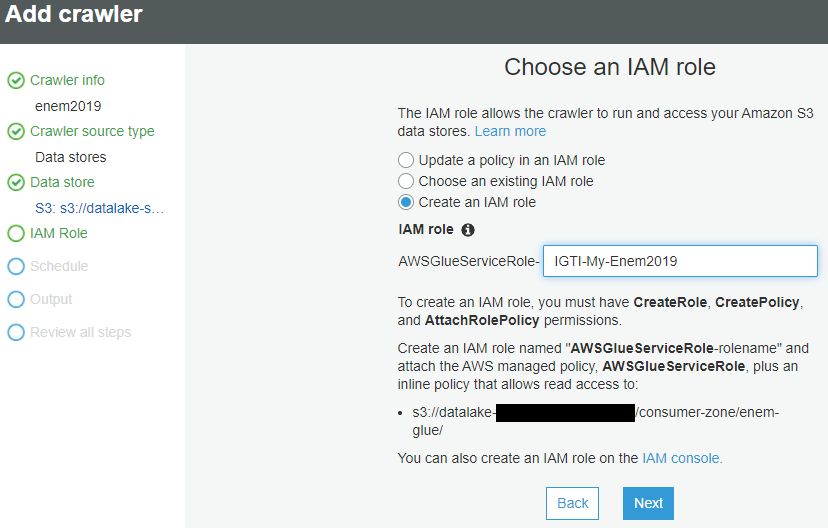 Add crawler
Crawler info
enem2019
Crawler source type
Data stores
Data store
S3: s3://datalake-s…
IAM Role
Schedule
Output
Review all steps
Choose an IAM role
The IAM role allows the crawler to run and access your Amazon S3
data stores. Learn more
Update a policy in an IAM role
Choose an existing IAM role
Create an IAM role
IAM role
AWSGlueServiceRole- IGTI-My-Enem2019
To create an IAM role, you must have CreateRole, CreatePolicy,
and AttachRolePolicy permissions.
Create an IAM role named "AWSGlueServiceRole-rolename" and
attach the AWS managed policy, AWSGlueServiceRole, plus an
inline policy that allows read access to:
• s3://datalake- /consumer-zone/enem-
glue/
You can also create an IAM role on the IAM console.
Back Next